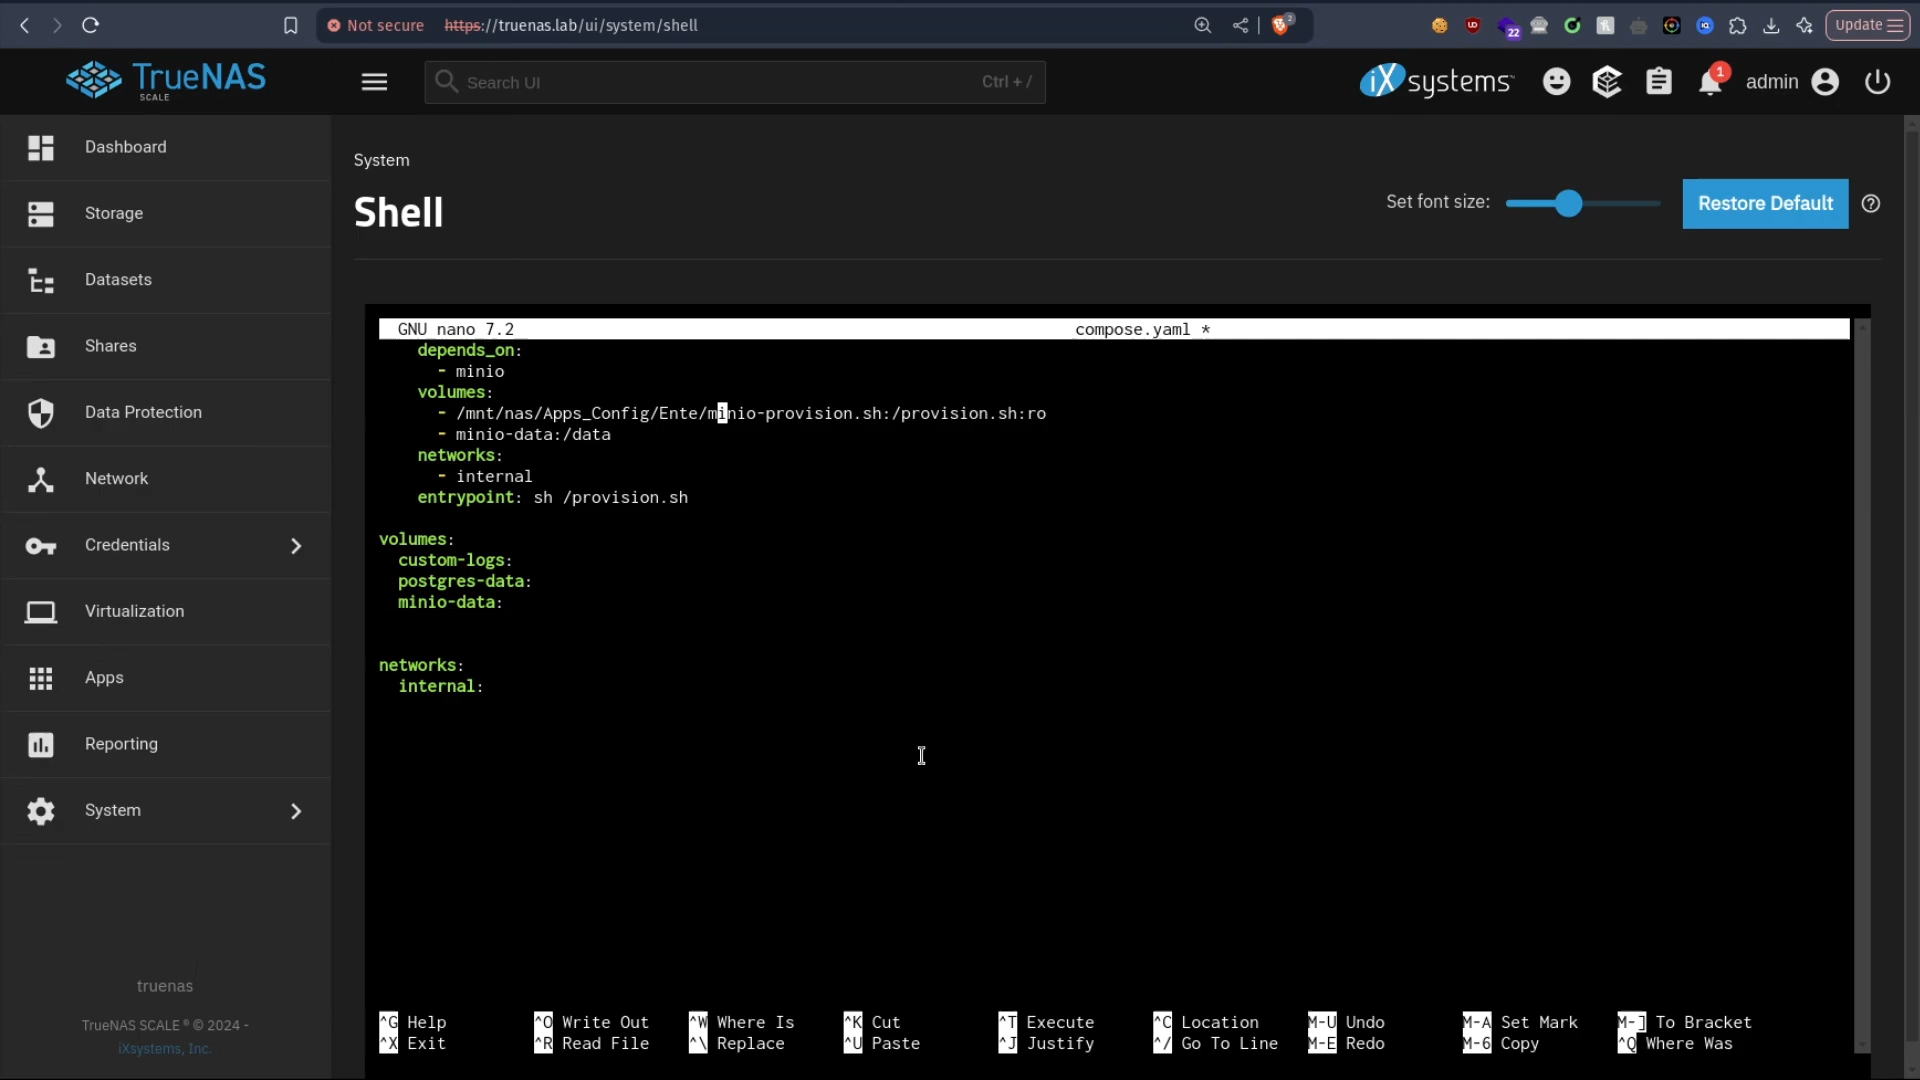 Not secure https://truenas.lab/ui/system/shell
22
2
Update
TrueNAS
SCALE
Search UI Ctrl + /
iXsystems
1
admin
Dashboard
Storage
Datasets
Shares
Data Protection
Network
Credentials
Virtualization
Apps
Reporting
System
truenas
TrueNAS SCALE ® © 2024 -
iXsystems, Inc.
System
Shell
Set font size:
Restore Default
GNU nano 7.2 compose.yaml *
depends_on:
- minio
volumes:
- /mnt/nas/Apps_Config/Ente/minio-provision.sh:/provision.sh:ro
- minio-data:/data
networks:
- internal
entrypoint: sh /provision.sh
volumes:
custom-logs:
postgres-data:
minio-data:
networks:
internal:
^G Help ^O Write Out ^W Where Is ^K Cut ^T Execute ^C Location M-U Undo M-A Set Mark M-] To Bracket
^X Exit ^R Read File ^\ Replace ^U Paste ^J Justify ^/ Go To Line M-E Redo M-6 Copy ^Q Where Was